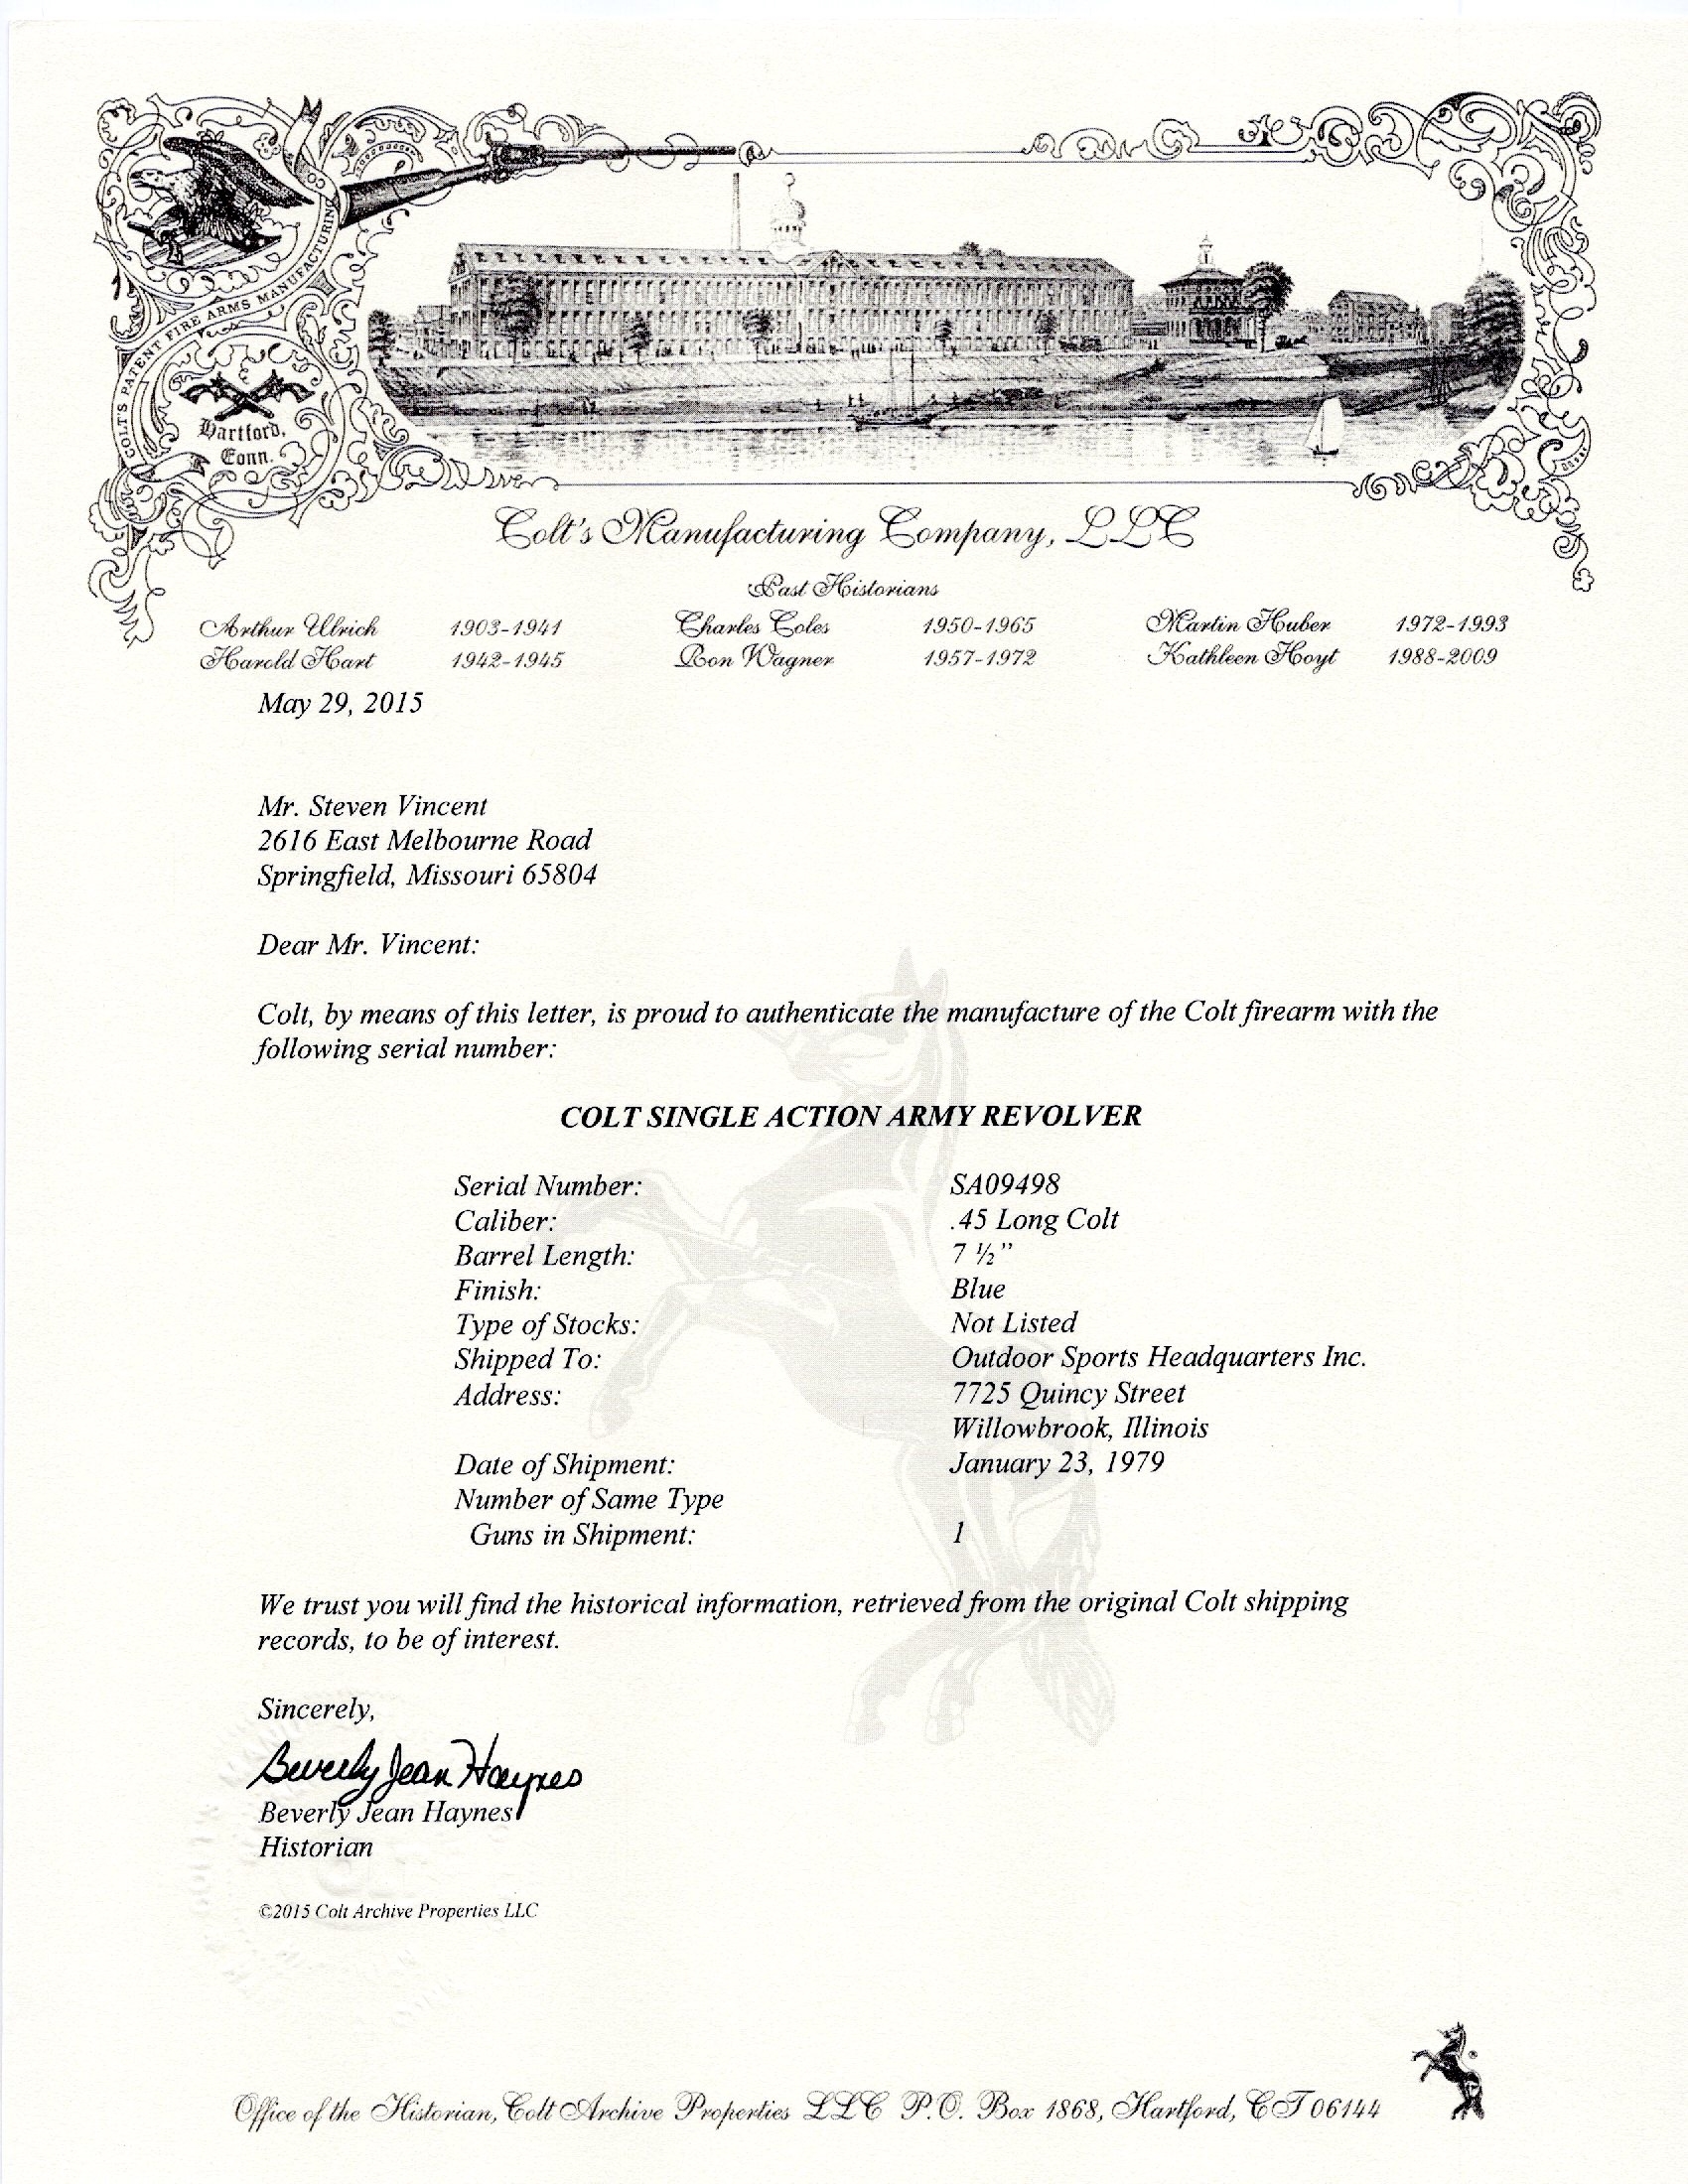 COLT'S PATENT FIRE ARMS MANUFACTURING CO
Hartford,
Conn.
Colt's Manufacturing Company, LLC
Past Historians
Arthur Ulrich 1903-1941 Charles Coles 1950-1965 Martin Huber 1972-1993
Harold Hart 1942-1945 Ron Wagner 1957-1972 Kathleen Hoyt 1988-2009
May 29, 2015
Mr. Steven Vincent
2616 East Melbourne Road
Springfield, Missouri 65804
Dear Mr. Vincent:
Colt, by means of this letter, is proud to authenticate the manufacture of the Colt firearm with the
following serial number:
COLT SINGLE ACTION ARMY REVOLVER
Serial Number: SA09498
Caliber: .45 Long Colt
Barrel Length: 7 ½”
Finish: Blue
Type of Stocks: Not Listed
Shipped To: Outdoor Sports Headquarters Inc.
Address: 7725 Quincy Street
Willowbrook, Illinois
Date of Shipment: January 23, 1979
Number of Same Type
Guns in Shipment: 1
We trust you will find the historical information, retrieved from the original Colt shipping
records, to be of interest.
Sincerely,
Beverly Jean Haynes
Beverly Jean Haynes
Historian
©2015 Colt Archive Properties LLC
Office of the Historian, Colt Archive Properties LLC P.O. Box 1868, Hartford, CT 06144
®